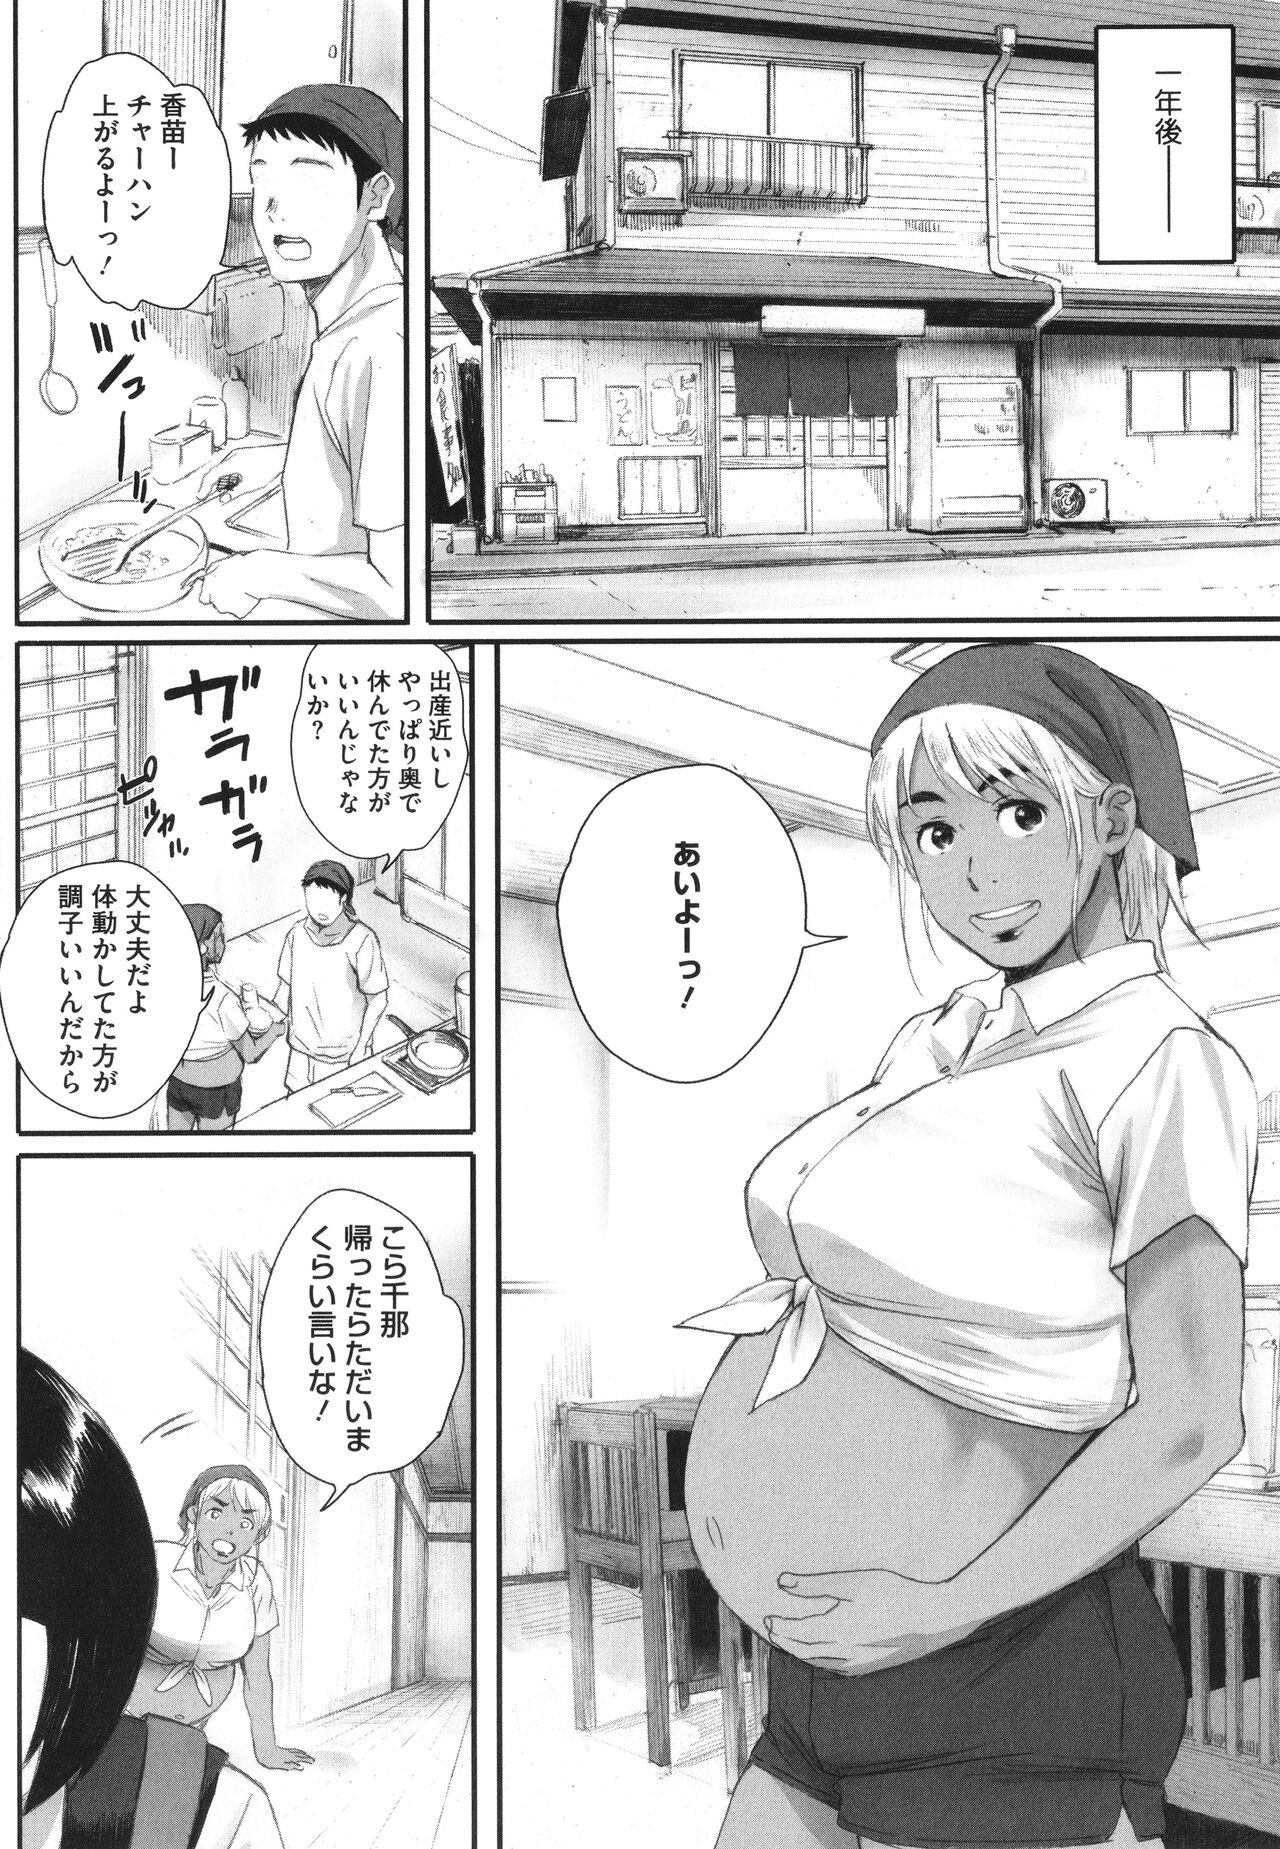 一年後――
お食事処
うどん
香苗ー
チャーハン
上がるよーっ！
ジュー
あいよーっ！
出産近いし
やっぱり奥で
休んでた方が
いいんじゃな
いか？
大丈夫だよ
体動かしてた方が
調子いいんだから
ガラガラ
ピシャッ
こら千那
帰ったらただいま
くらい言いな！